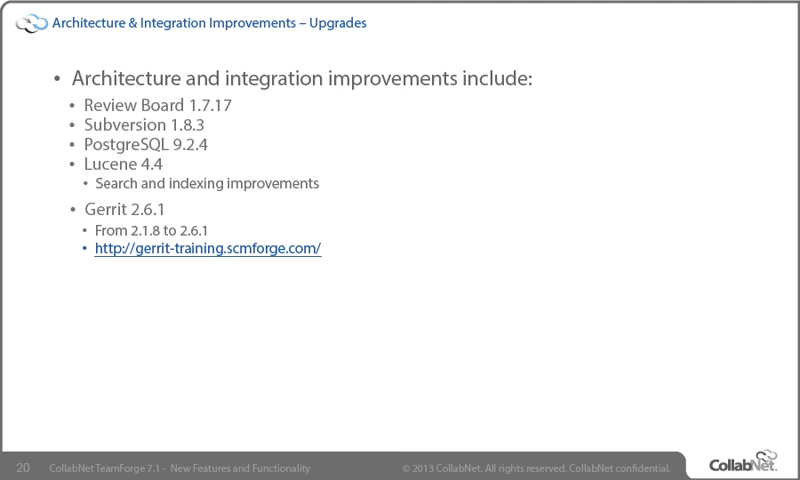 Architecture & Integration Improvements – Upgrades
• Architecture and integration improvements include:
• Review Board 1.7.17
• Subversion 1.8.3
• PostgreSQL 9.2.4
• Lucene 4.4
• Search and indexing improvements
• Gerrit 2.6.1
• From 2.1.8 to 2.6.1
• http://gerrit-training.scmforge.com/
20 CollabNet TeamForge 7.1 - New Features and Functionality © 2013 CollabNet. All rights reserved. CollabNet confidential. CollabNet.